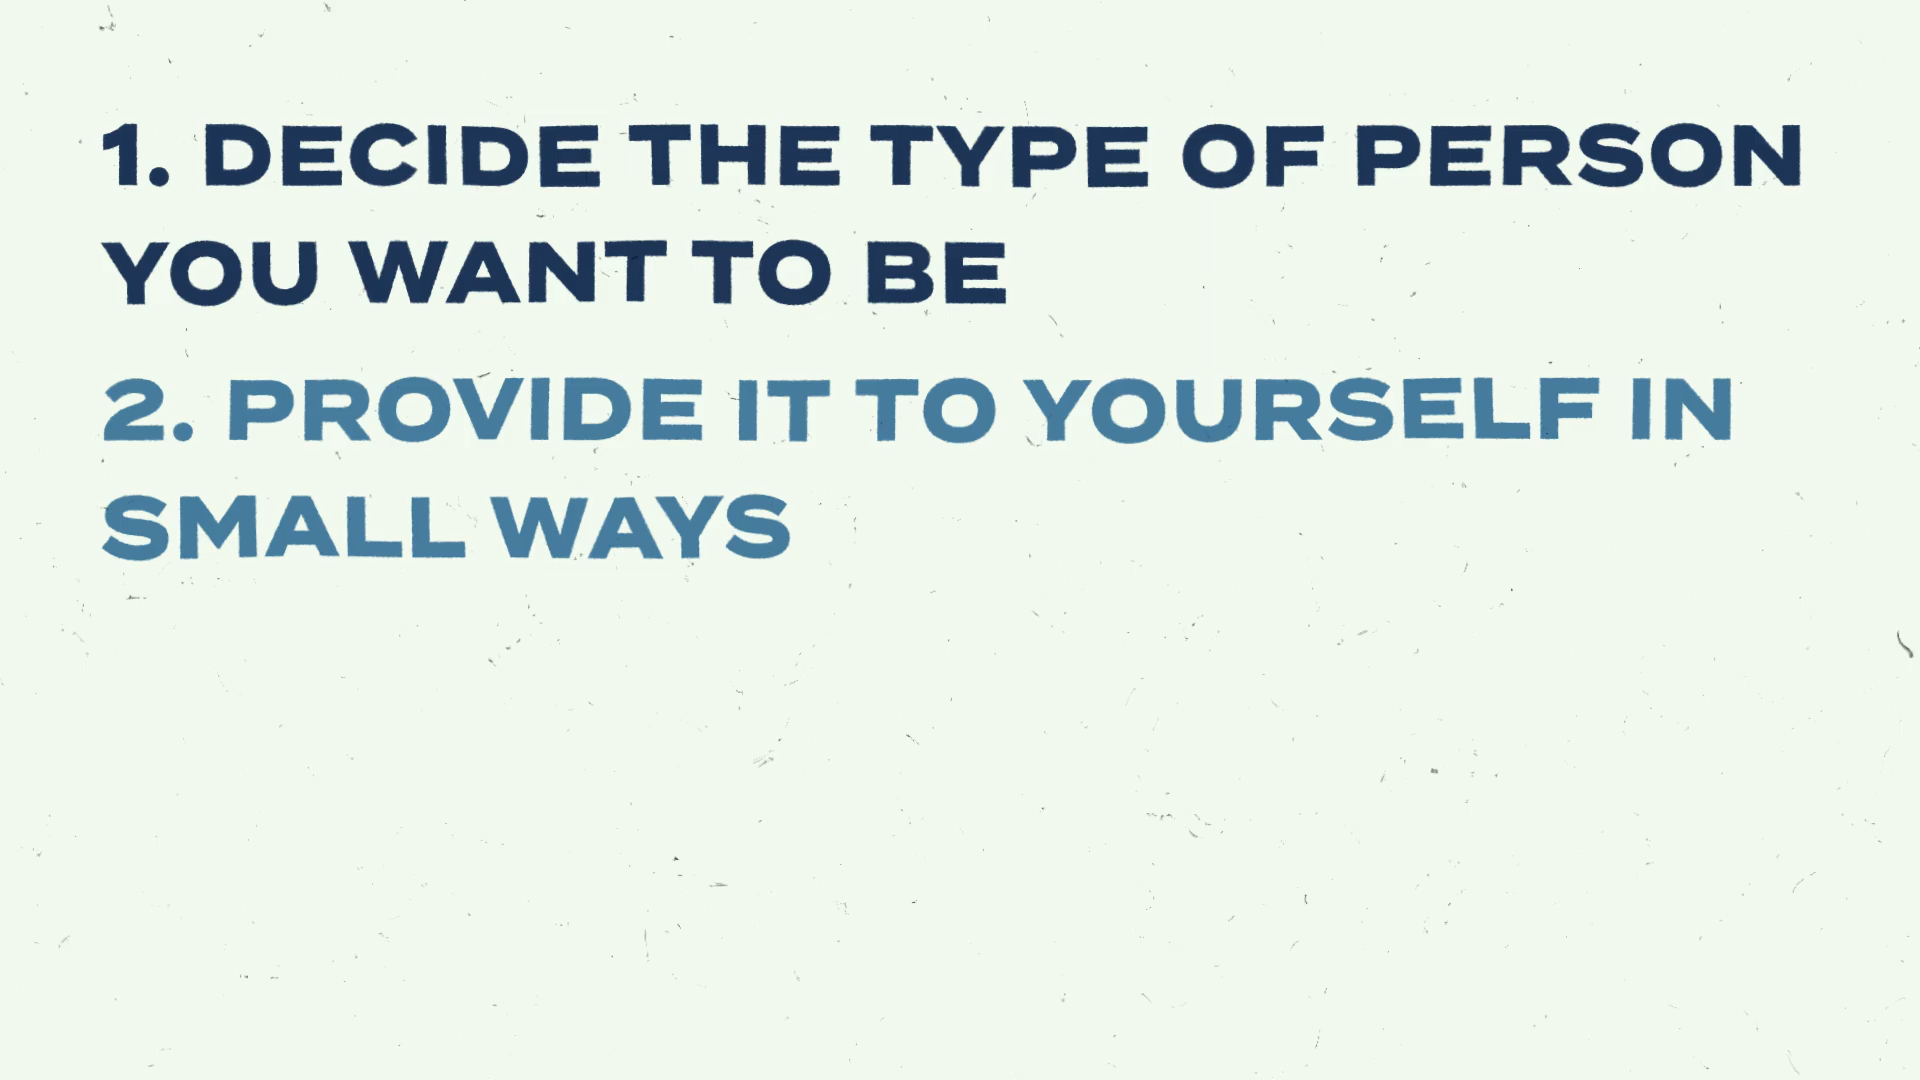 1. DECIDE THE TYPE OF PERSON
YOU WANT TO BE
2. PROVIDE IT TO YOURSELF IN
SMALL WAYS